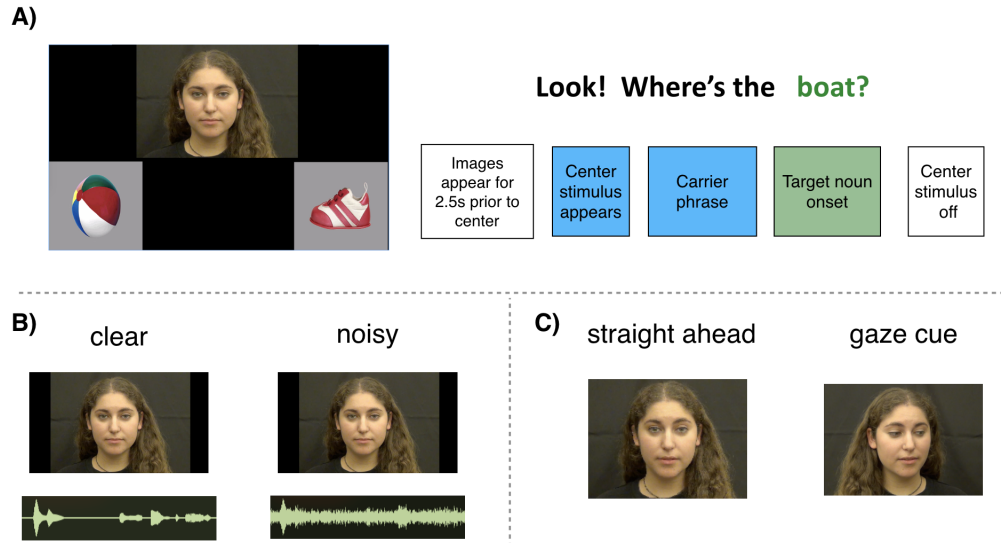 A)
Look! Where's the boat?
Images
appear for
2.5s prior to
center
Center
stimulus
appears
Carrier
phrase
Target noun
onset
Center
stimulus
off
B)
clear
noisy
C)
straight ahead
gaze cue